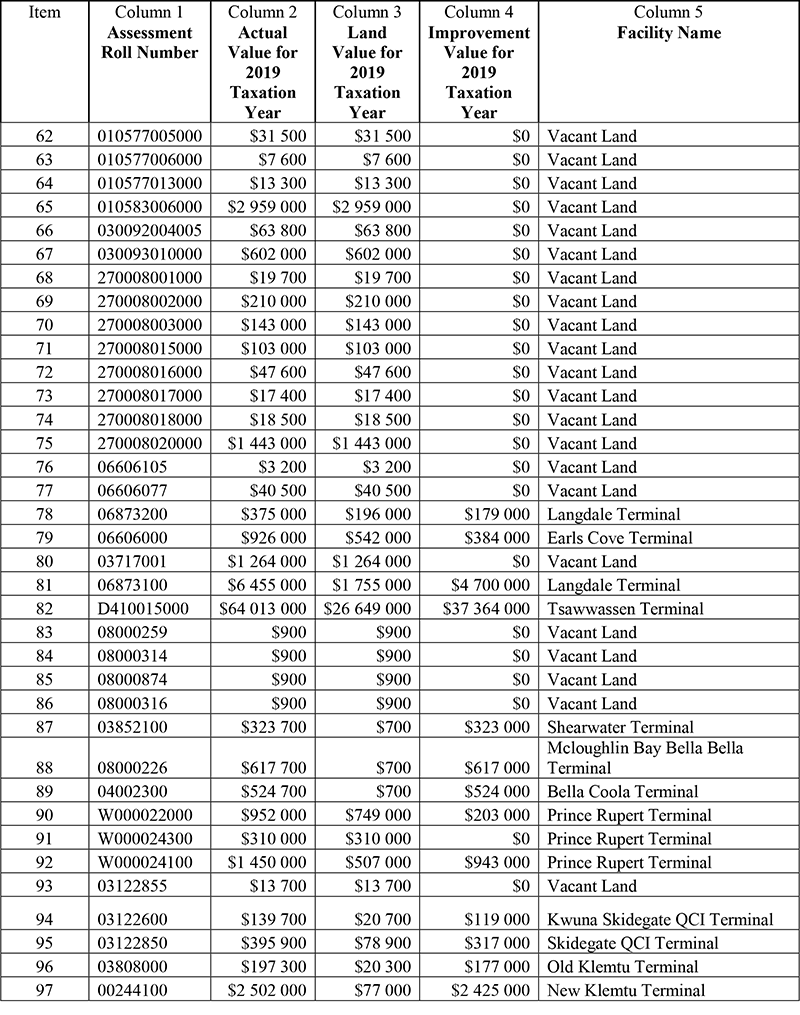 Item Column 1 Column 2 Column 3 Column 4 Column 5
Assessment Actual Land Improvement Facility Name
Roll Number Value for Value for Value for
2019 2019 2019
Taxation Taxation Taxation
Year Year Year
62 010577005000 $31 500 $31 500 $0 Vacant Land
63 010577006000 $7 600 $7 600 $0 Vacant Land
64 010577013000 $13 300 $13 300 $0 Vacant Land
65 010583006000 $2 959 000 $2 959 000 $0 Vacant Land
66 030092004005 $63 800 $63 800 $0 Vacant Land
67 030093010000 $602 000 $602 000 $0 Vacant Land
68 270008001000 $19 700 $19 700 $0 Vacant Land
69 270008002000 $210 000 $210 000 $0 Vacant Land
70 270008003000 $143 000 $143 000 $0 Vacant Land
71 270008015000 $103 000 $103 000 $0 Vacant Land
72 270008016000 $47 600 $47 600 $0 Vacant Land
73 270008017000 $17 400 $17 400 $0 Vacant Land
74 270008018000 $18 500 $18 500 $0 Vacant Land
75 270008020000 $1 443 000 $1 443 000 $0 Vacant Land
76 06606105 $3 200 $3 200 $0 Vacant Land
77 06606077 $40 500 $40 500 $0 Vacant Land
78 06873200 $375 000 $196 000 $179 000 Langdale Terminal
79 06606000 $926 000 $542 000 $384 000 Earls Cove Terminal
80 03717001 $1 264 000 $1 264 000 $0 Vacant Land
81 06873100 $6 455 000 $1 755 000 $4 700 000 Langdale Terminal
82 D410015000 $64 013 000 $26 649 000 $37 364 000 Tsawwassen Terminal
83 08000259 $900 $900 $0 Vacant Land
84 08000314 $900 $900 $0 Vacant Land
85 08000874 $900 $900 $0 Vacant Land
86 08000316 $900 $900 $0 Vacant Land
87 03852100 $323 700 $700 $323 000 Shearwater Terminal
Mcloughlin Bay Bella Bella
88 08000226 $617 700 $700 $617 000 Terminal
89 04002300 $524 700 $700 $524 000 Bella Coola Terminal
90 W000022000 $952 000 $749 000 $203 000 Prince Rupert Terminal
91 W000024300 $310 000 $310 000 $0 Prince Rupert Terminal
92 W000024100 $1 450 000 $507 000 $943 000 Prince Rupert Terminal
93 03122855 $13 700 $13 700 $0 Vacant Land
94 03122600 $139 700 $20 700 $119 000 Kwuna Skidegate QCI Terminal
95 03122850 $395 900 $78 900 $317 000 Skidegate QCI Terminal
96 03808000 $197 300 $20 300 $177 000 Old Klemtu Terminal
97 00244100 $2 502 000 $77 000 $2 425 000 New Klemtu Terminal